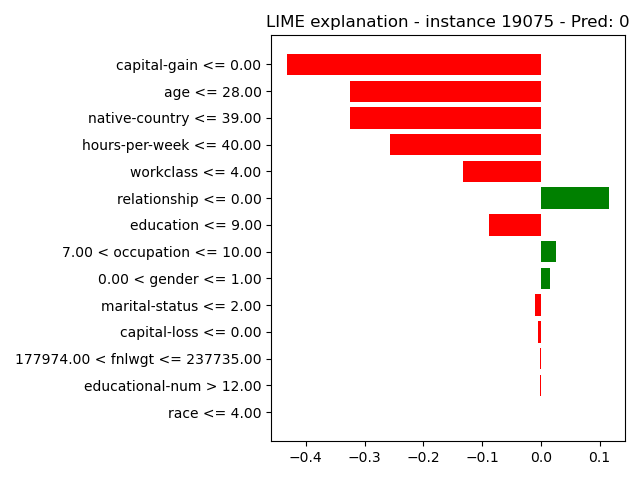 LIME explanation - instance 19075 - Pred: 0
capital-gain <= 0.00
age <= 28.00
native-country <= 39.00
hours-per-week <= 40.00
workclass <= 4.00
relationship <= 0.00
education <= 9.00
7.00 < occupation <= 10.00
0.00 < gender <= 1.00
marital-status <= 2.00
capital-loss <= 0.00
177974.00 < fnlwgt <= 237735.00
educational-num > 12.00
race <= 4.00
−0.4 −0.3 −0.2 −0.1 0.0 0.1